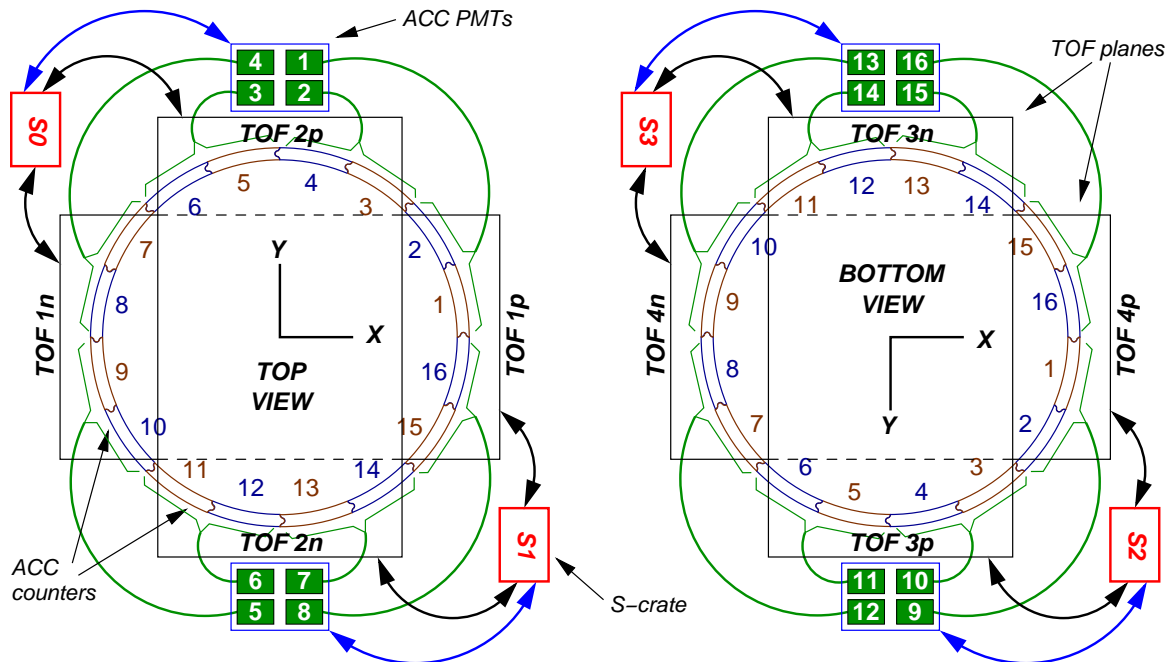 ACC PMTs
4 1
3 2
S0
TOF 2p
5 4
6 3
7 2
Y
8 1
TOF 1n
X
TOF 1p
9 16
TOP
VIEW
10 15
11 14
12 13
TOF 2n
S1
6 7
5 8
ACC
counters
S−crate
13 16
14 15
TOF planes
S3
TOF 3n
12 13
11 14
10 15
BOTTOM
VIEW
9 16
TOF 4n
X
TOF 4p
8 1
Y
7 2
6 3
5 4
TOF 3p
S2
11 10
12 9